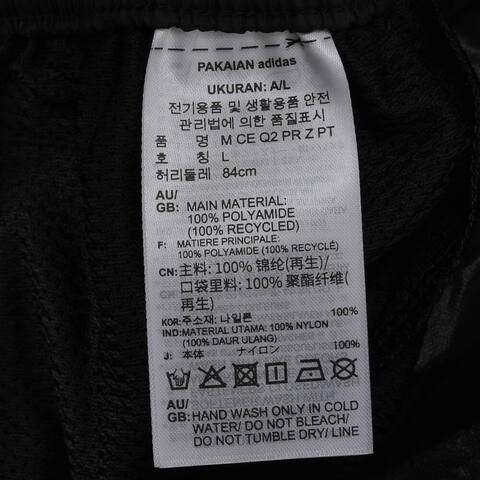 PAKAIAN adidas
UKURAN: A/L
전기용품 및 생활용품 안전
관리법에 의한 품질표시
품 명 M CE Q2 PR Z PT
호 칭 L
허리둘레 84cm
AU/
GB: MAIN MATERIAL:
100% POLYAMIDE
(100% RECYCLED)
F: MATIERE PRINCIPALE:
100% POLYAMIDE (100% RECYCLÉ)
CN: 主料: 100% 锦纶(再生)/
口袋里料: 100% 聚酯纤维(
再生)
KOR:주소재: 나일론 100%
IND:MATERIAL UTAMA: 100% NYLON
(100% DAUR ULANG)
J: 本体 ナイロン 100%
AU/
GB: HAND WASH ONLY IN COLD
WATER/ DO NOT BLEACH/
DO NOT TUMBLE DRY/ LINE